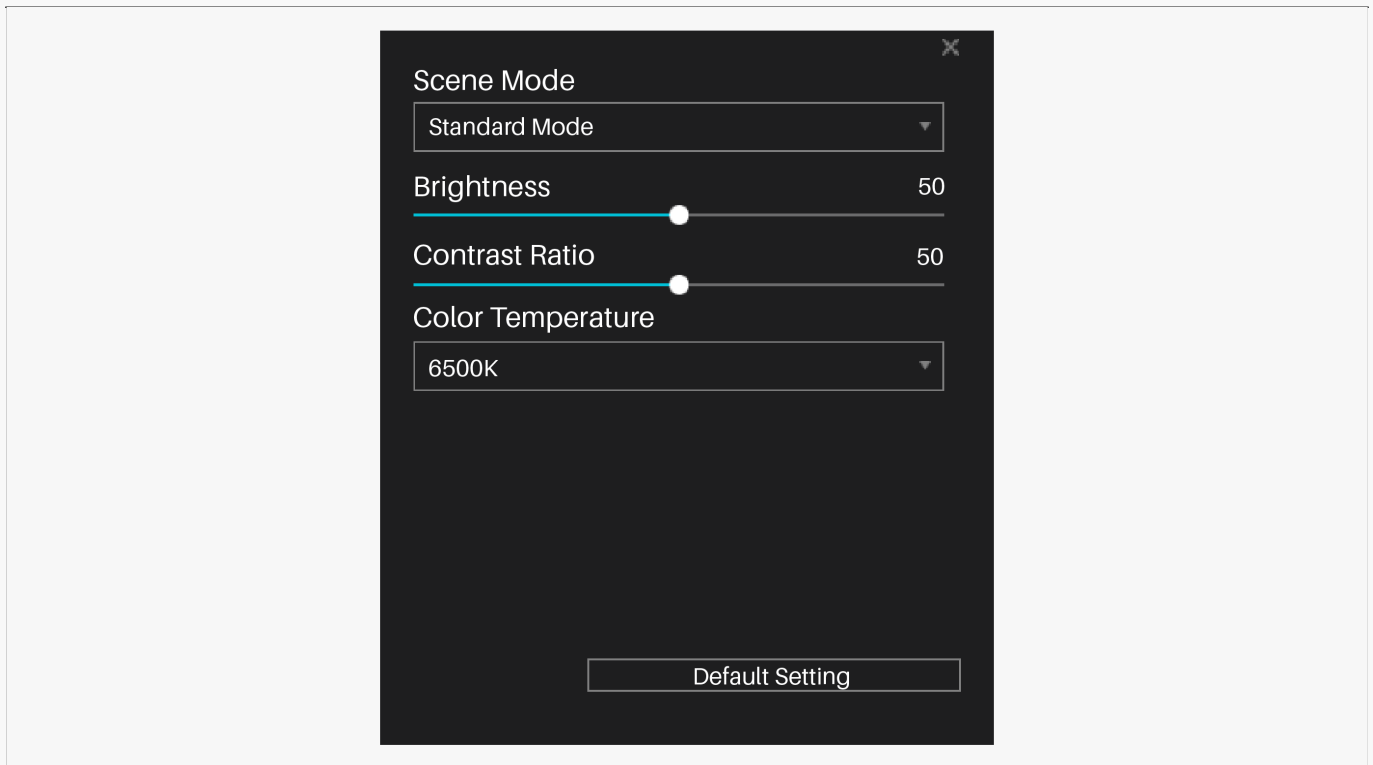 Scene Mode
Standard Mode
Brightness 50
Contrast Ratio 50
Color Temperature
6500K
Default Setting